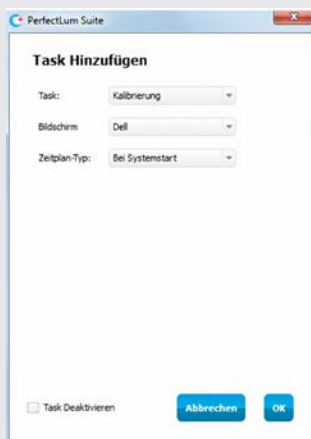 PerfectLum Suite
Task Hinzufügen
Task: Kalibrierung
Bildschirm Dell
Zeitplan-Typ: Bei Systemstart
Task Deaktivieren Abbrechen OK